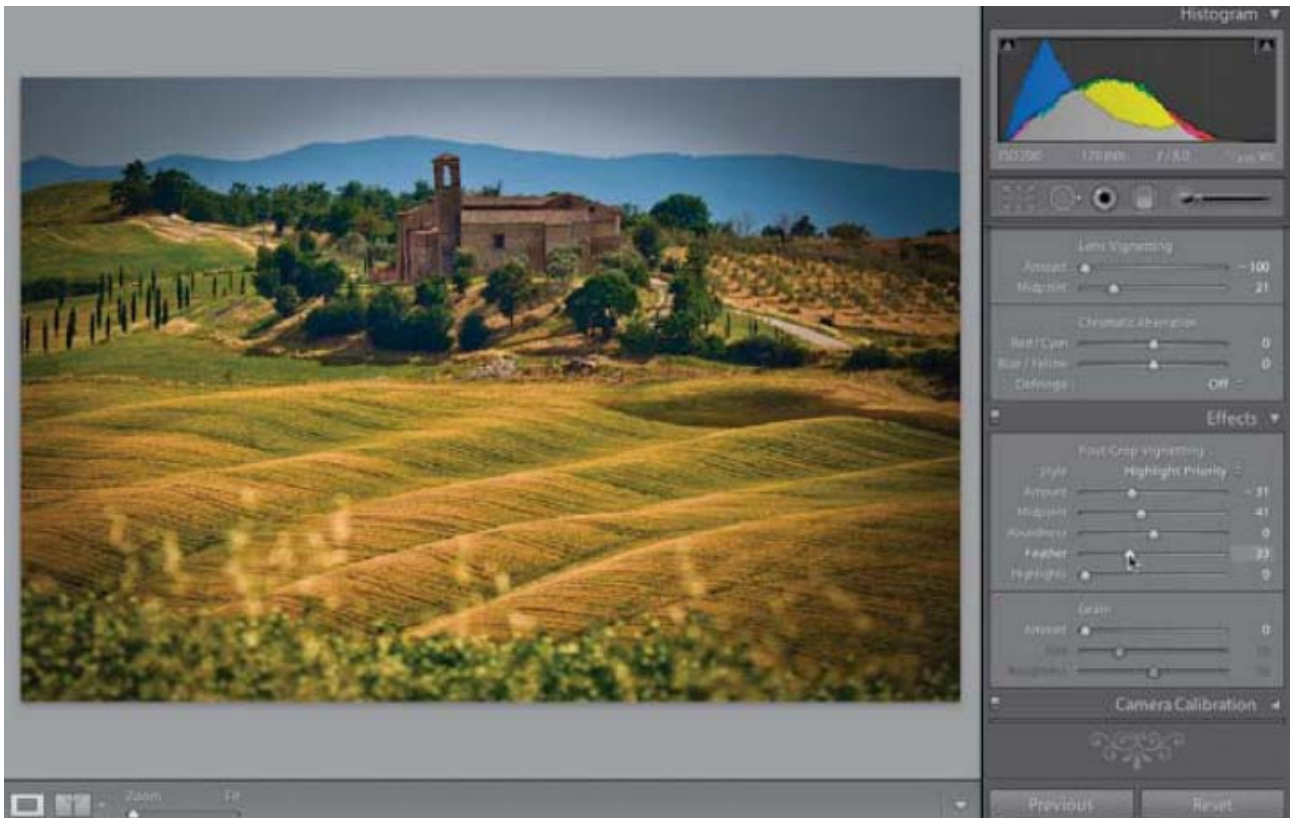 Histogram
ISO 200 170 mm f / 8.0
Lens Vignetting
Amount - 100
Midpoint 21
Chromatic Aberration
Red / Cyan 0
Blue / Yellow 0
Defringe : Off
Effects
Post-Crop Vignetting
Style Highlight Priority
Amount - 31
Midpoint 41
Roundness 0
Feather 33
Highlights 0
Grain
Amount 0
Size
Roughness
Camera Calibration
Zoom Fit
Previous Reset